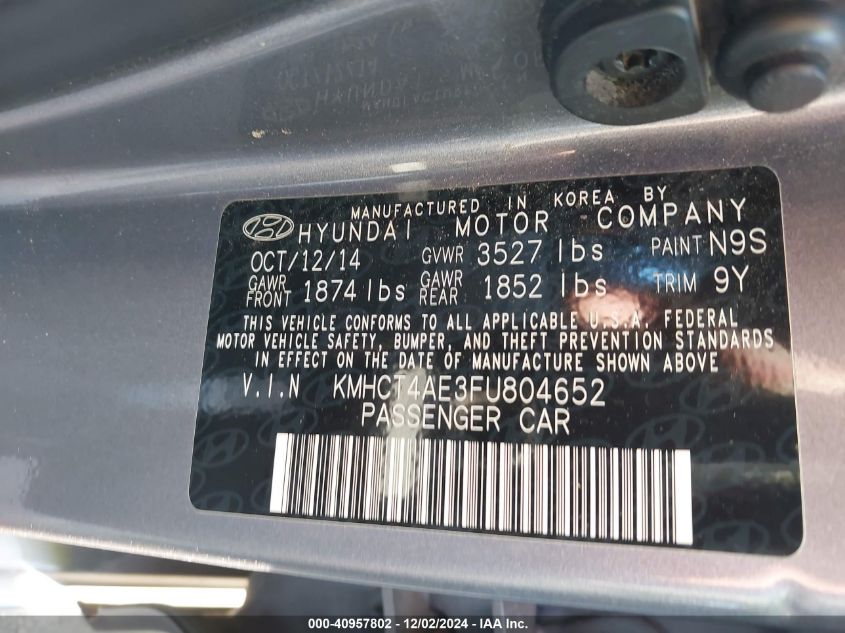 MANUFACTURED IN KOREA BY
HYUNDAI MOTOR COMPANY
OCT/12/14 GVWR 3527 lbs PAINT N9S
GAWR FRONT 1874 lbs GAWR REAR 1852 lbs TRIM 9Y
THIS VEHICLE CONFORMS TO ALL APPLICABLE U.S.A. FEDERAL
MOTOR VEHICLE SAFETY, BUMPER, AND THEFT PREVENTION STANDARDS
IN EFFECT ON THE DATE OF MANUFACTURE SHOWN ABOVE
V.I.N KMHCT4AE3FU804652
PASSENGER CAR
000-40957802 - 12/02/2024 - IAA Inc.